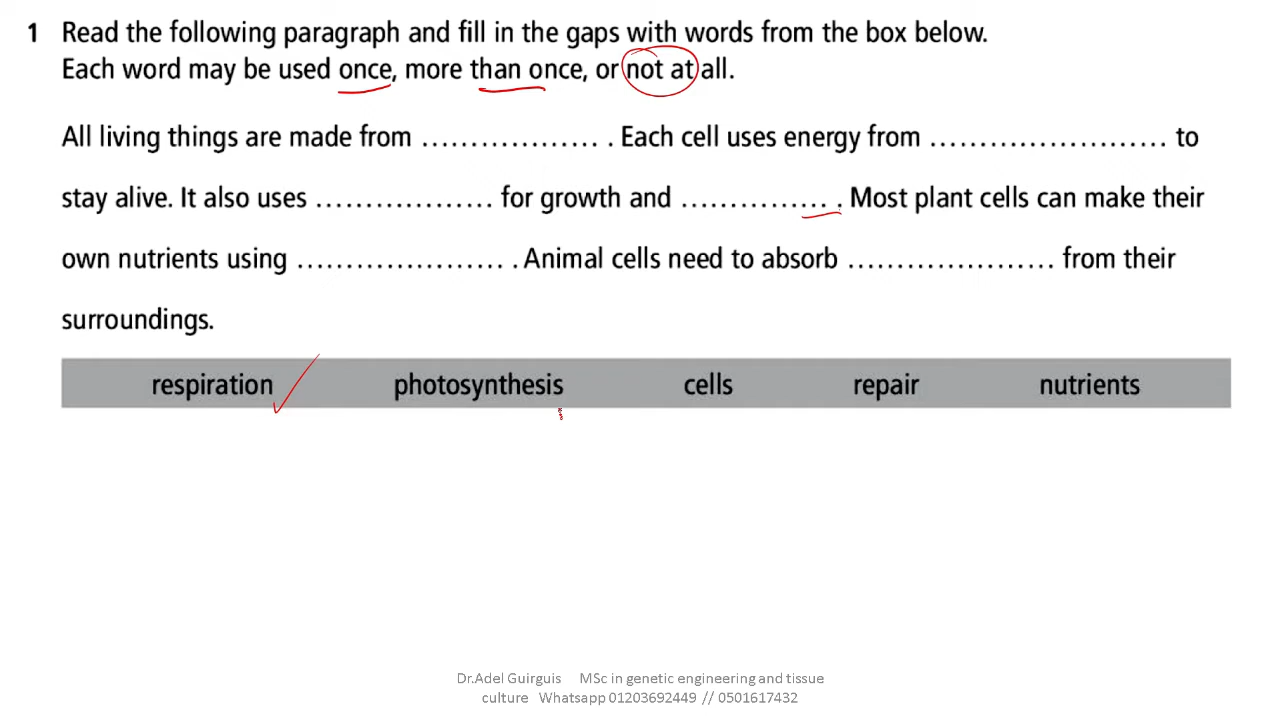 1 Read the following paragraph and fill in the gaps with words from the box below.
Each word may be used once, more than once, or not at all.
All living things are made from .................. . Each cell uses energy from ........................ to
stay alive. It also uses .................. for growth and ............... . Most plant cells can make their
own nutrients using ..................... . Animal cells need to absorb ..................... from their
surroundings.
respiration photosynthesis cells repair nutrients
Dr.Adel Guirguis MSc in genetic engineering and tissue
culture Whatsapp 01203692449 // 0501617432